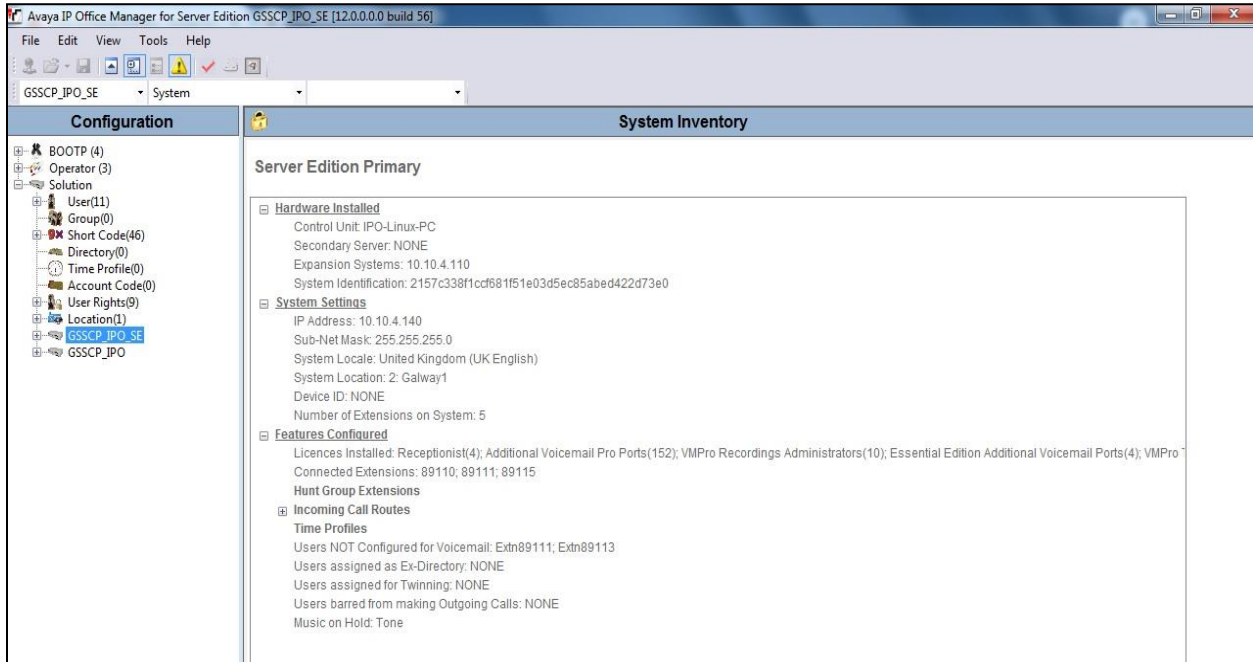 Avaya IP Office Manager for Server Edition GSSCP_IPO_SE [12.0.0.0.0 build 56]
File Edit View Tools Help
GSSCP_IPO_SE System
Configuration
BOOTP (4)
Operator (3)
Solution
User(11)
Group(0)
Short Code(46)
Directory(0)
Time Profile(0)
Account Code(0)
User Rights(9)
Location(1)
GSSCP_IPO_SE
GSSCP_IPO
System Inventory
Server Edition Primary
Hardware Installed
Control Unit: IPO-Linux-PC
Secondary Server: NONE
Expansion Systems: 10.10.4.110
System Identification: 2157c338f1ccf681f51e03d5ec85abed422d73e0
System Settings
IP Address: 10.10.4.140
Sub-Net Mask: 255.255.255.0
System Locale: United Kingdom (UK English)
System Location: 2: Galway1
Device ID: NONE
Number of Extensions on System: 5
Features Configured
Licences Installed: Receptionist(4); Additional Voicemail Pro Ports(152); VMPro Recordings Administrators(10); Essential Edition Additional Voicemail Ports(4); VMPro
Connected Extensions: 89110; 89111; 89115
Hunt Group Extensions
Incoming Call Routes
Time Profiles
Users NOT Configured for Voicemail: Extn89111; Extn89113
Users assigned as Ex-Directory: NONE
Users assigned for Twinning: NONE
Users barred from making Outgoing Calls: NONE
Music on Hold: Tone